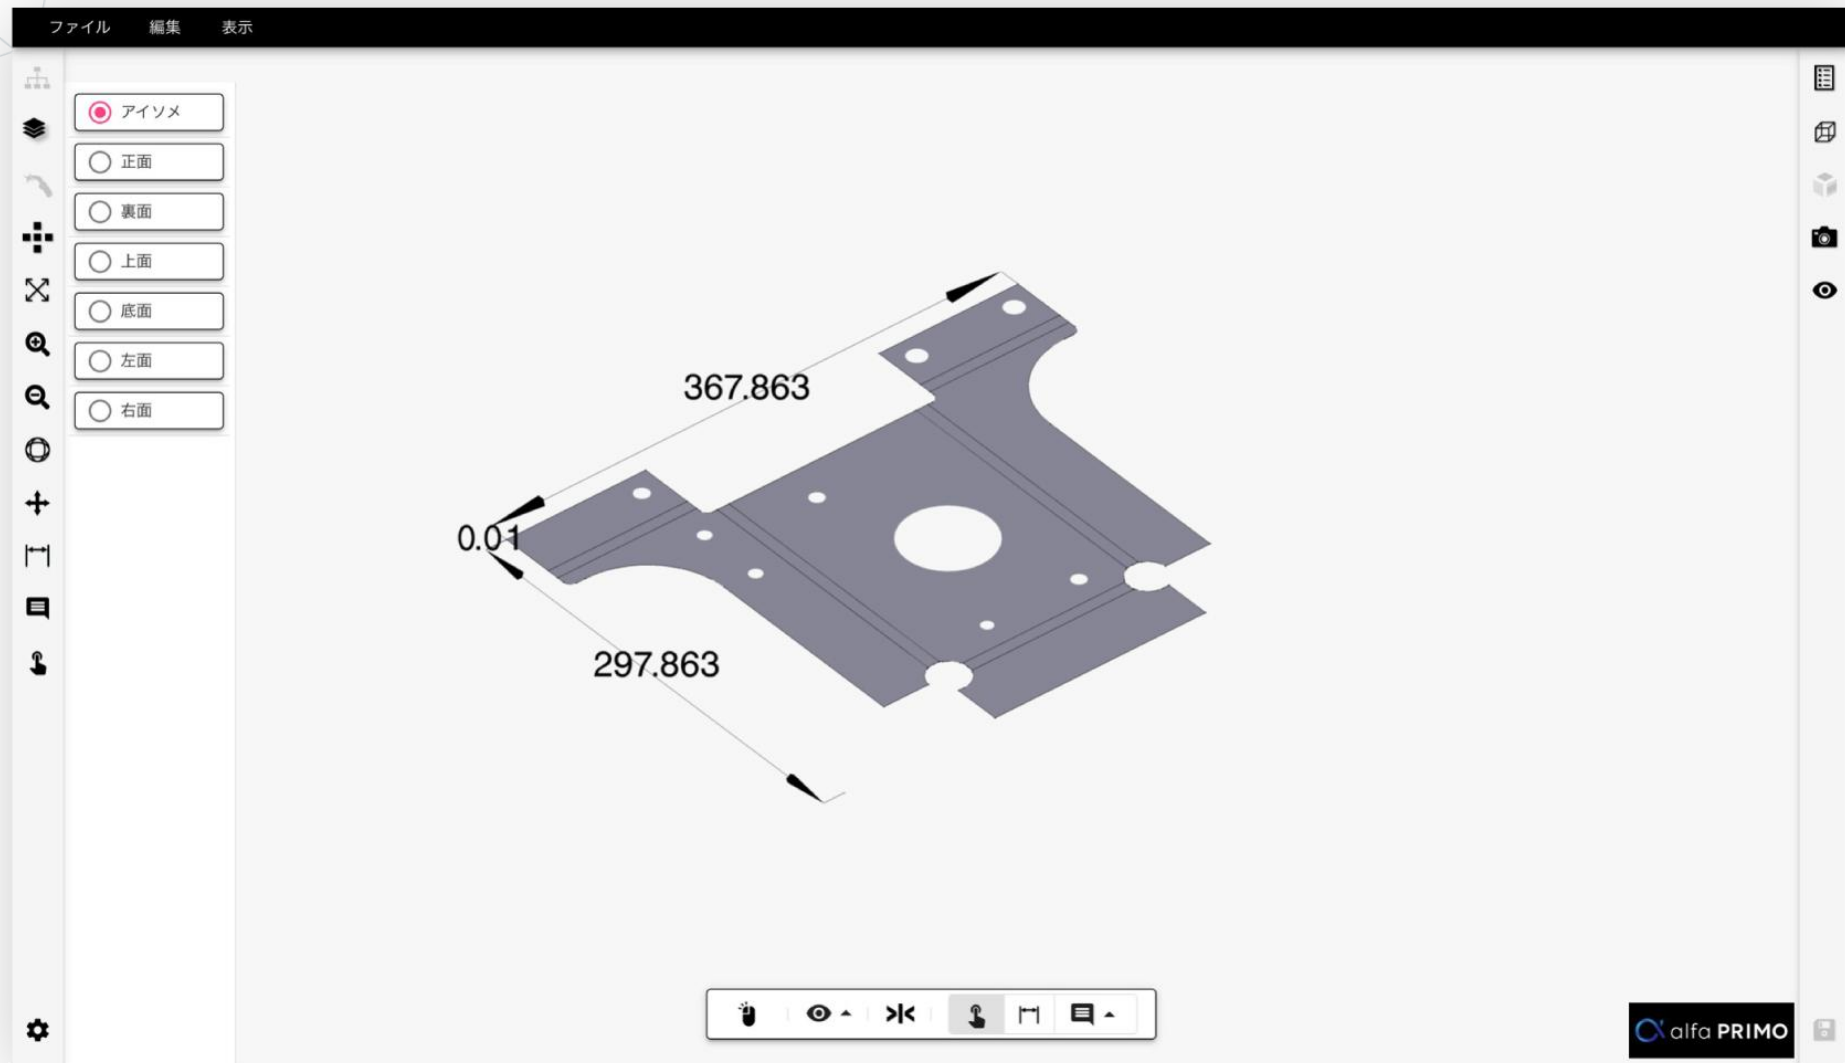 ファイル 編集 表示
アイソメ
正面
裏面
上面
底面
左面
右面
367.863
0.01
297.863
alfa PRIMO